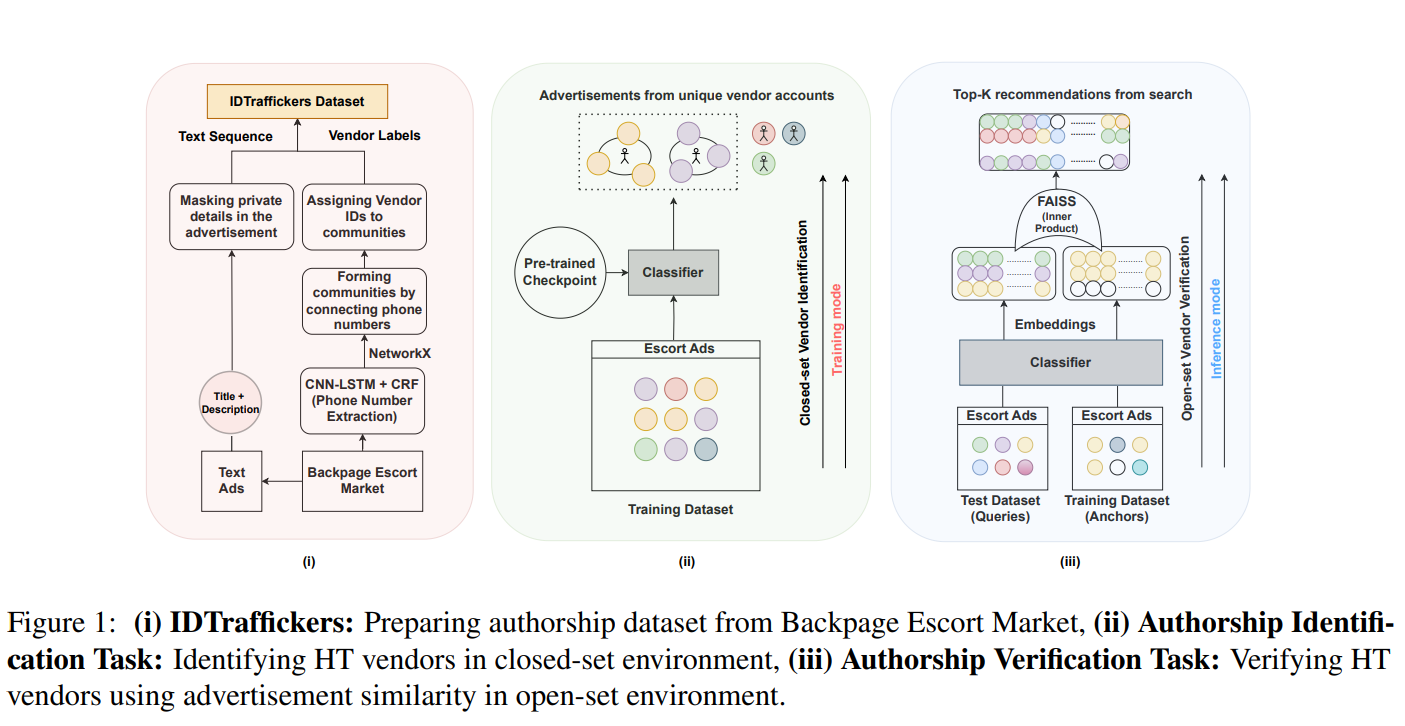 IDTraffickers Dataset
Text Sequence
Vendor Labels
Masking private
details in the
advertisement
Assigning Vendor
IDs to
communities
Forming
communities by
connecting phone
numbers
NetworkX
Title +
Description
CNN-LSTM + CRF
(Phone Number
Extraction)
Text
Ads
Backpage Escort
Market
(i)
Advertisements from unique vendor accounts
Pre-trained
Checkpoint
Classifier
Escort Ads
Training Dataset
Closed-set Vendor Identification
Training mode
(ii)
Top-K recommendations from search
FAISS
(Inner
Product)
Embeddings
Classifier
Escort Ads
Escort Ads
Test Dataset
(Queries)
Training Dataset
(Anchors)
Open-set Vendor Verification
Inference mode
(iii)
Figure 1: (i) IDTraffickers: Preparing authorship dataset from Backpage Escort Market, (ii) Authorship Identifi-
cation Task: Identifying HT vendors in closed-set environment, (iii) Authorship Verification Task: Verifying HT
vendors using advertisement similarity in open-set environment.